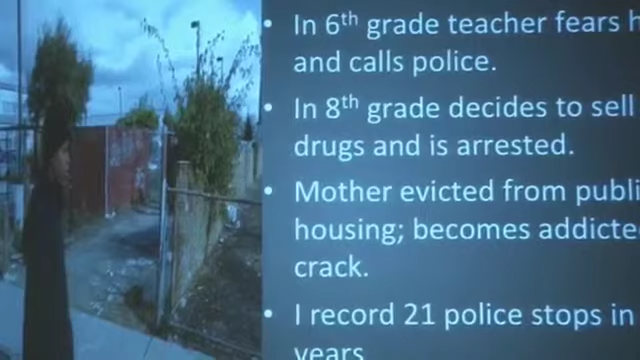 • In 6th grade teacher fears
and calls police.
• In 8th grade decides to sell
drugs and is arrested.
• Mother evicted from
housing; becomes
crack.
• I record 21 police stops in
years